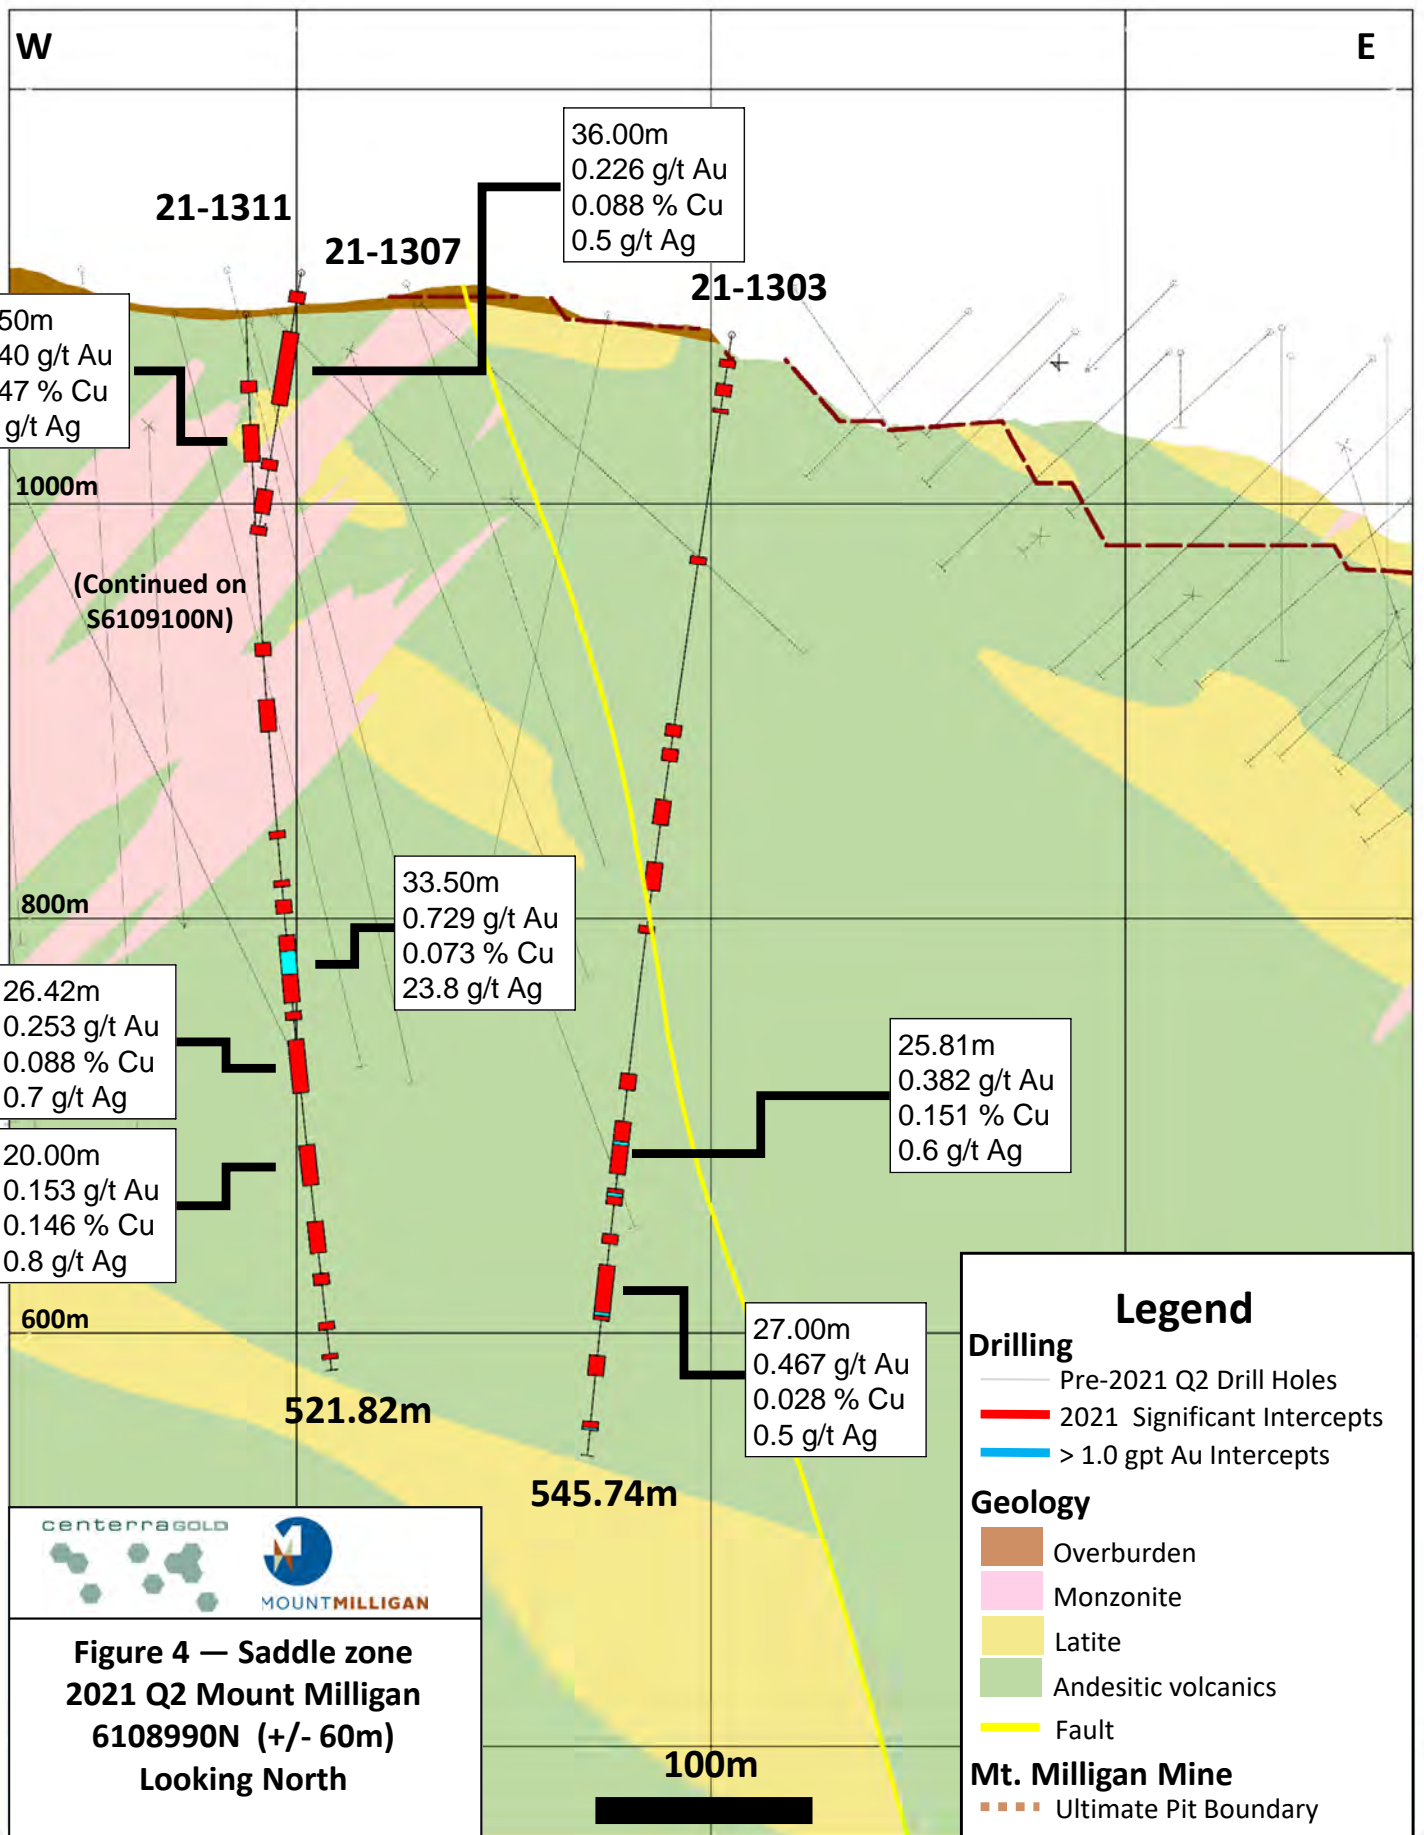 W
E
36.00m
0.226 g/t Au
0.088 % Cu
0.5 g/t Ag
21-1311
21-1307
21-1303
50m
40 g/t Au
47 % Cu
g/t Ag
1000m
(Continued on
S6109100N)
33.50m
0.729 g/t Au
0.073 % Cu
23.8 g/t Ag
800m
26.42m
0.253 g/t Au
0.088 % Cu
0.7 g/t Ag
25.81m
0.382 g/t Au
0.151 % Cu
0.6 g/t Ag
20.00m
0.153 g/t Au
0.146 % Cu
0.8 g/t Ag
600m
27.00m
0.467 g/t Au
0.028 % Cu
0.5 g/t Ag
521.82m
545.74m
centerraGOLD
MOUNTMILLIGAN
Figure 4 — Saddle zone
2021 Q2 Mount Milligan
6108990N (+/- 60m)
Looking North
100m
Legend
Drilling
Pre-2021 Q2 Drill Holes
2021 Significant Intercepts
> 1.0 gpt Au Intercepts
Geology
Overburden
Monzonite
Latite
Andesitic volcanics
Fault
Mt. Milligan Mine
Ultimate Pit Boundary